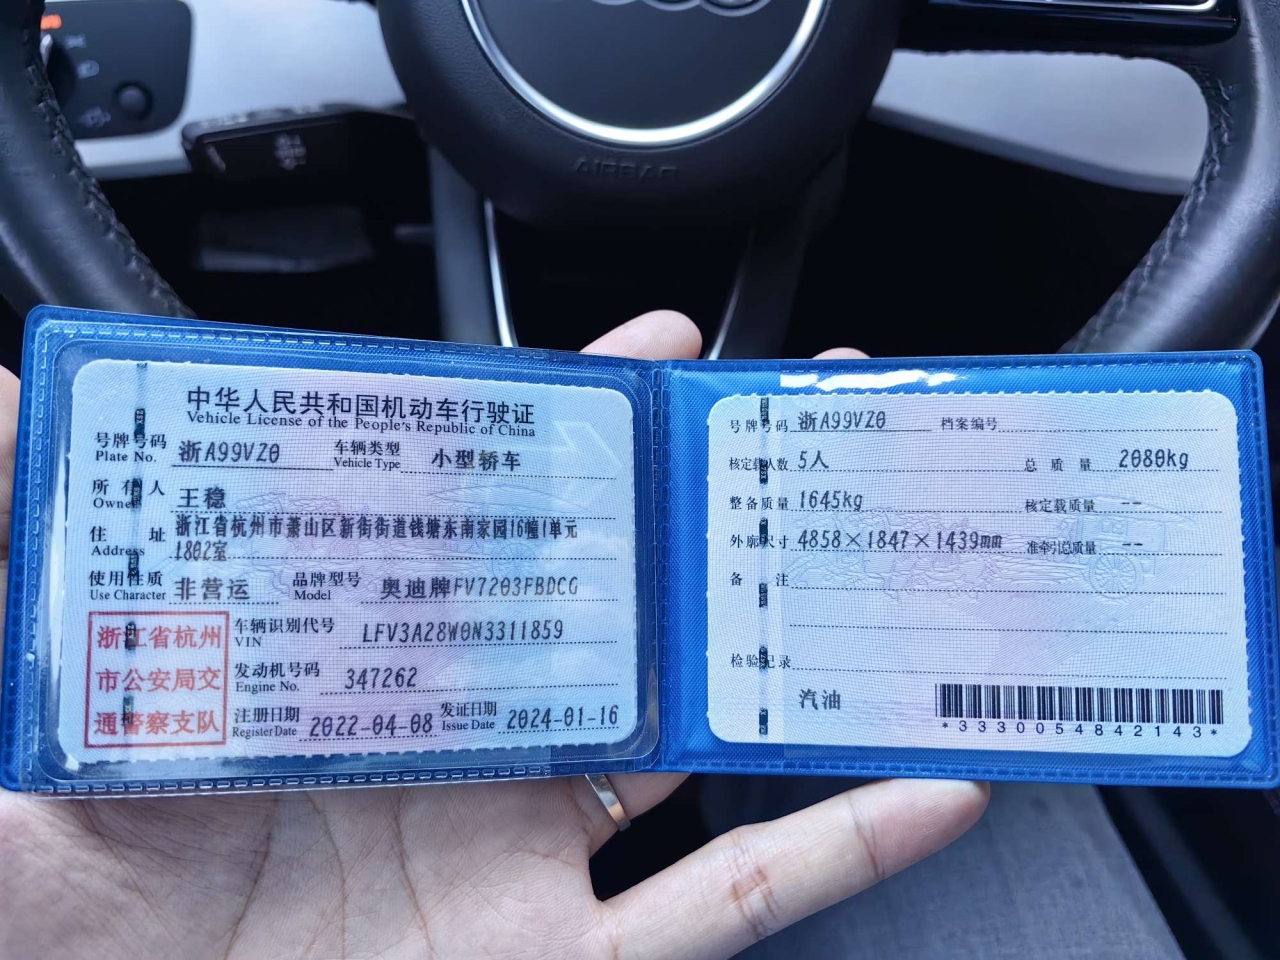 AIRBAG
中华人民共和国机动车行驶证
Vehicle License of the People's Republic of China
号牌号码 浙A99VZ0 车辆类型 小型轿车
Plate No. Vehicle Type
所有人 王稳
Owner
住址 浙江省杭州市萧山区新街街道钱塘东南家园16幢1单元
Address 1802室
使用性质 非营运 品牌型号 奥迪牌FV7203FBDCG
Use Character Model
浙江省杭州
市公安局交
通警察支队
车辆识别代号 LFV3A28W0N3311859
VIN
发动机号码 347262
Engine No.
注册日期 2022-04-08 发证日期 2024-01-16
Register Date Issue Date
号牌号码 浙A99VZ0 档案编号
核定载人数 5人 总质量 2080kg
整备质量 1645kg 核定载质量 --
外廓尺寸 4858×1847×1439mm 准牵引总质量 --
备注
检验记录
汽油
*3330054842143*